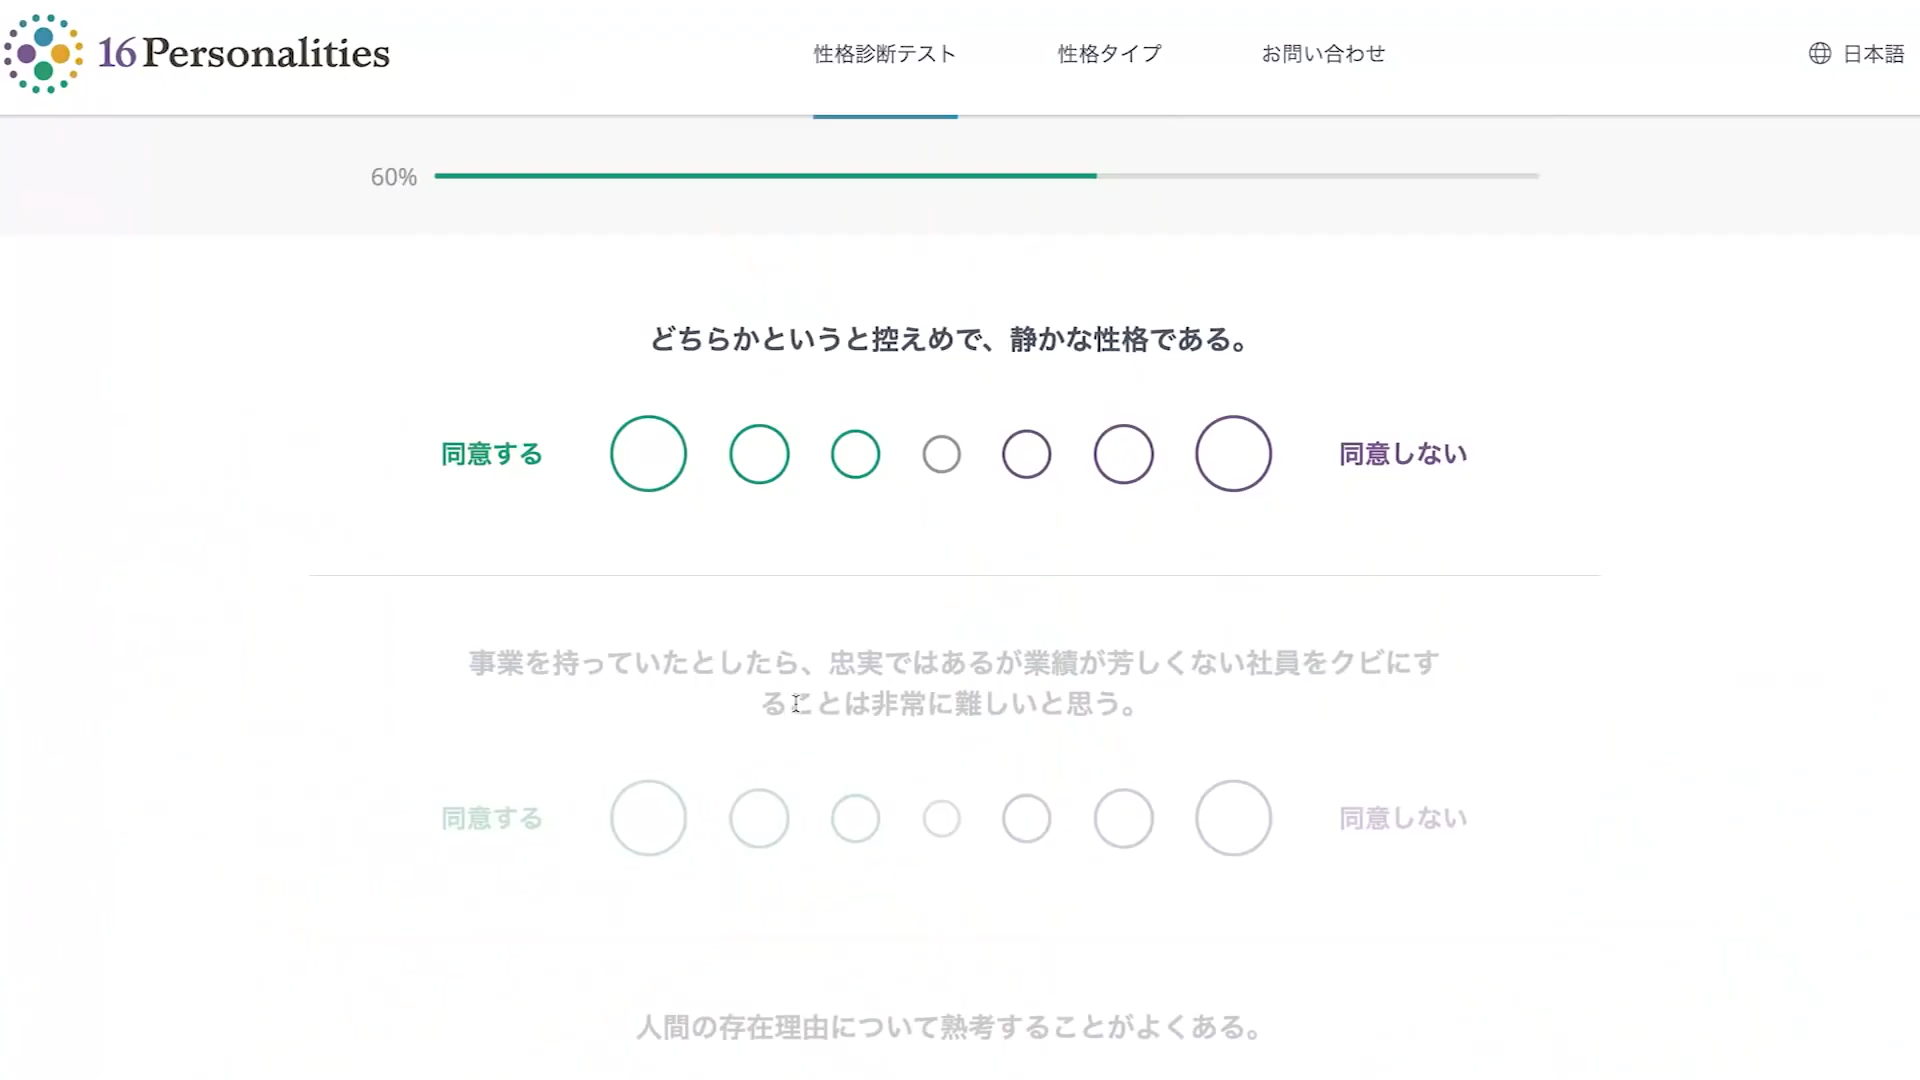 16Personalities
性格診断テスト
性格タイプ
お問い合わせ
日本語
60%
どちらかというと控えめで、静かな性格である。
同意する
同意しない
事業を持っていたとしたら、忠実ではあるが業績が芳しくない社員をクビにす
ることは非常に難しいと思う。
同意する
同意しない
人間の存在理由について熟考することがよくある。